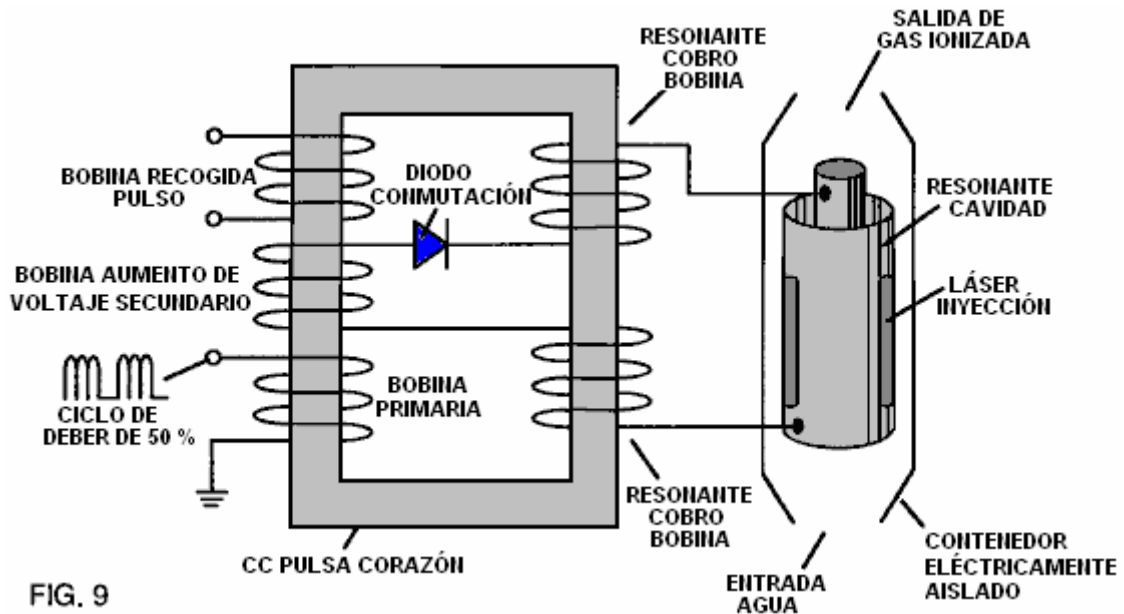 SALIDA DE
GAS IONIZADA
RESONANTE
COBRO
BOBINA
BOBINA RECOGIDA
PULSO
DIODO
CONMUTACIÓN
RESONANTE
CAVIDAD
BOBINA AUMENTO DE
VOLTAJE SECUNDARIO
LÁSER
INYECCIÓN
BOBINA
PRIMARIA
CICLO DE
DEBER DE 50 %
RESONANTE
COBRO
BOBINA
CC PULSA CORAZÓN
CONTENEDOR
ELÉCTRICAMENTE
AISLADO
ENTRADA
AGUA
FIG. 9